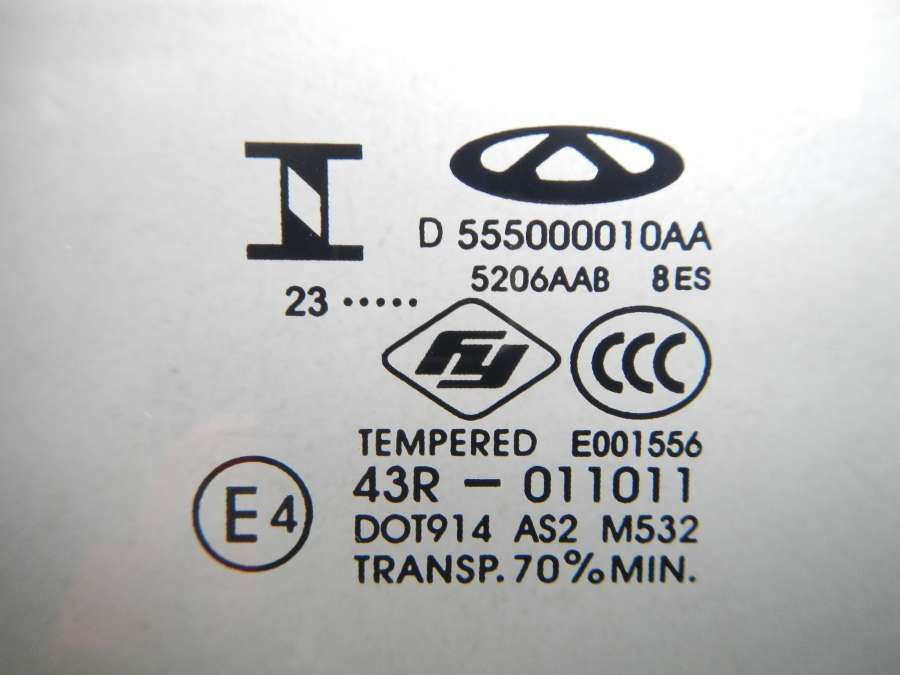 D 555000010AA
5206AAB 8ES
23 •••••
fy CCC
TEMPERED E001556
E4
43R – 011011
DOT914 AS2 M532
TRANSP. 70%MIN.